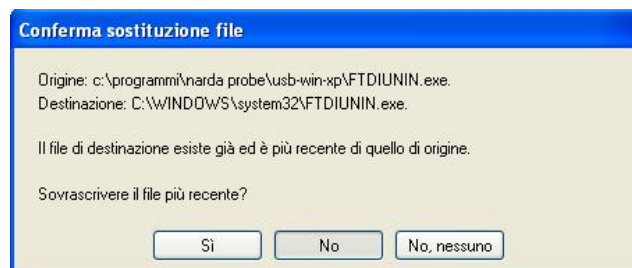 Conferma sostituzione file
Origine: c:\programmi\narda probe\usb-win-xp\FTDIUNIN.exe.
Destinazione: C:\WINDOWS\system32\FTDIUNIN.exe.
Il file di destinazione esiste già ed è più recente di quello di origine.
Sovrascrivere il file più recente?
Sì No No, nessuno